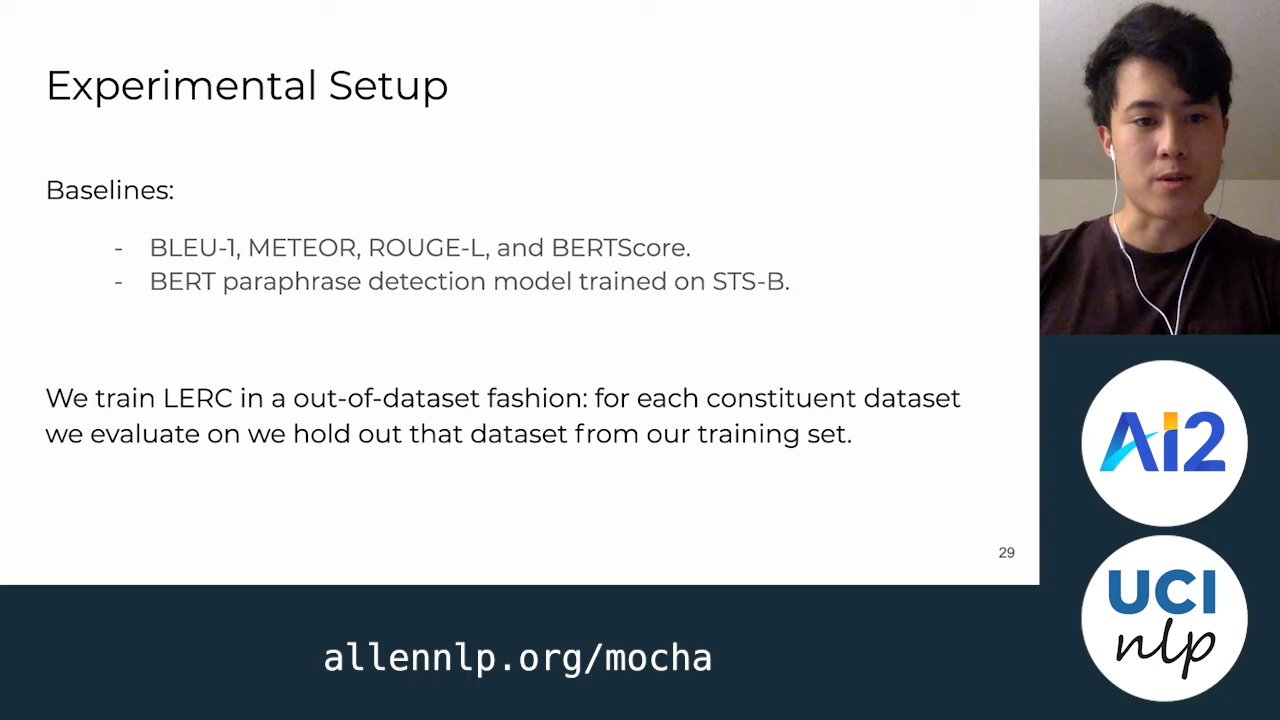 Experimental Setup
Baselines:
- BLEU-1, METEOR, ROUGE-L, and BERTScore.
- BERT paraphrase detection model trained on STS-B.
We train LERC in a out-of-dataset fashion: for each constituent dataset
we evaluate on we hold out that dataset from our training set.
29
Ai2
UCI
nlp
allennlp.org/mocha